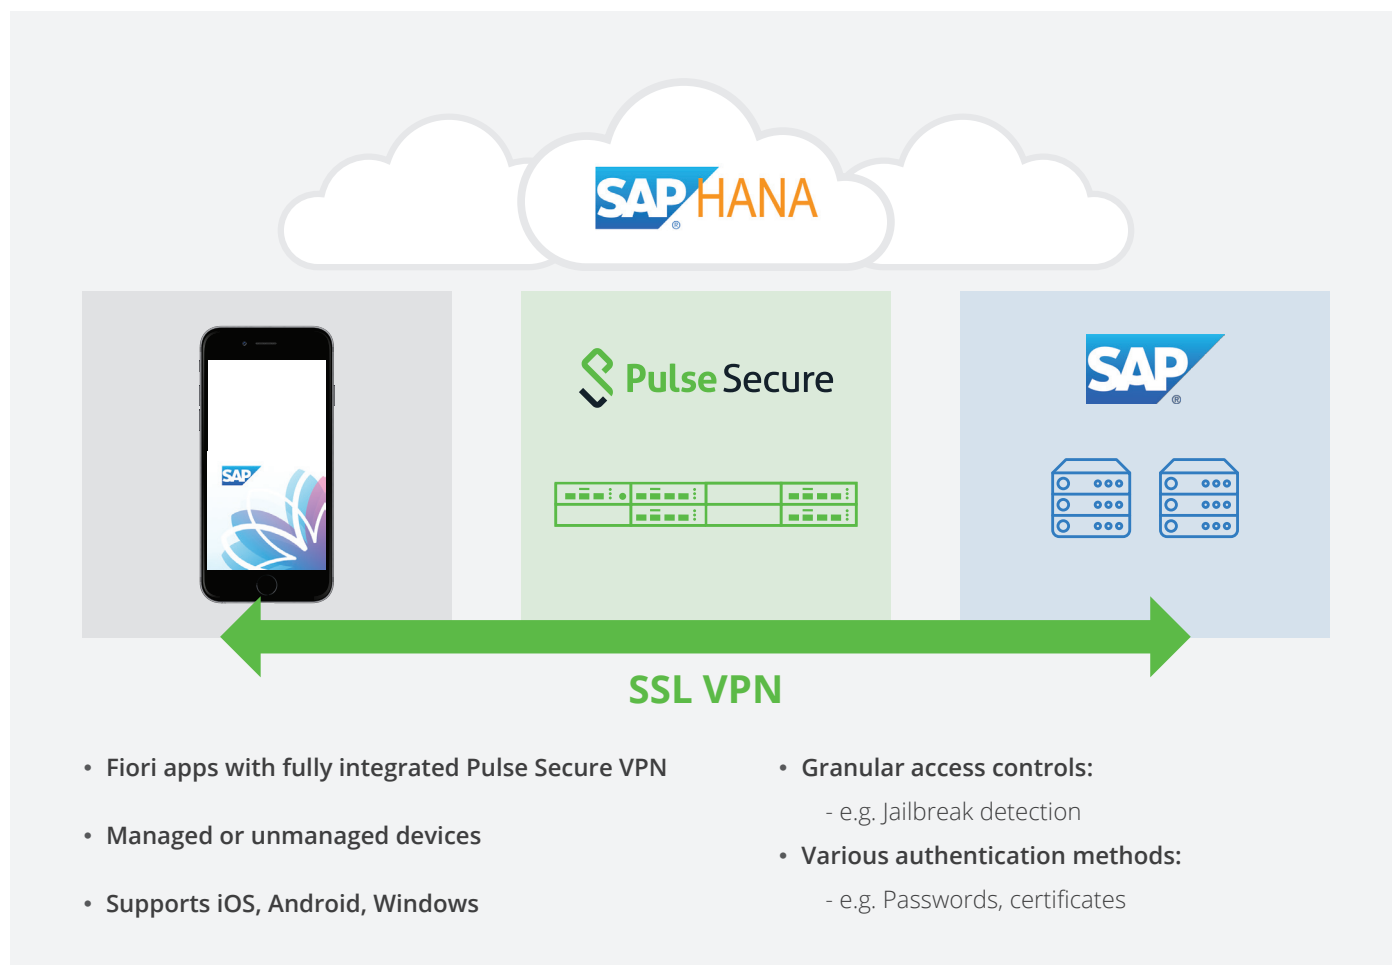 SAP HANA
®
SAP
Pulse Secure
SAP
®
SSL VPN
• Fiori apps with fully integrated Pulse Secure VPN
• Managed or unmanaged devices
• Supports iOS, Android, Windows
• Granular access controls:
- e.g. Jailbreak detection
• Various authentication methods:
- e.g. Passwords, certificates